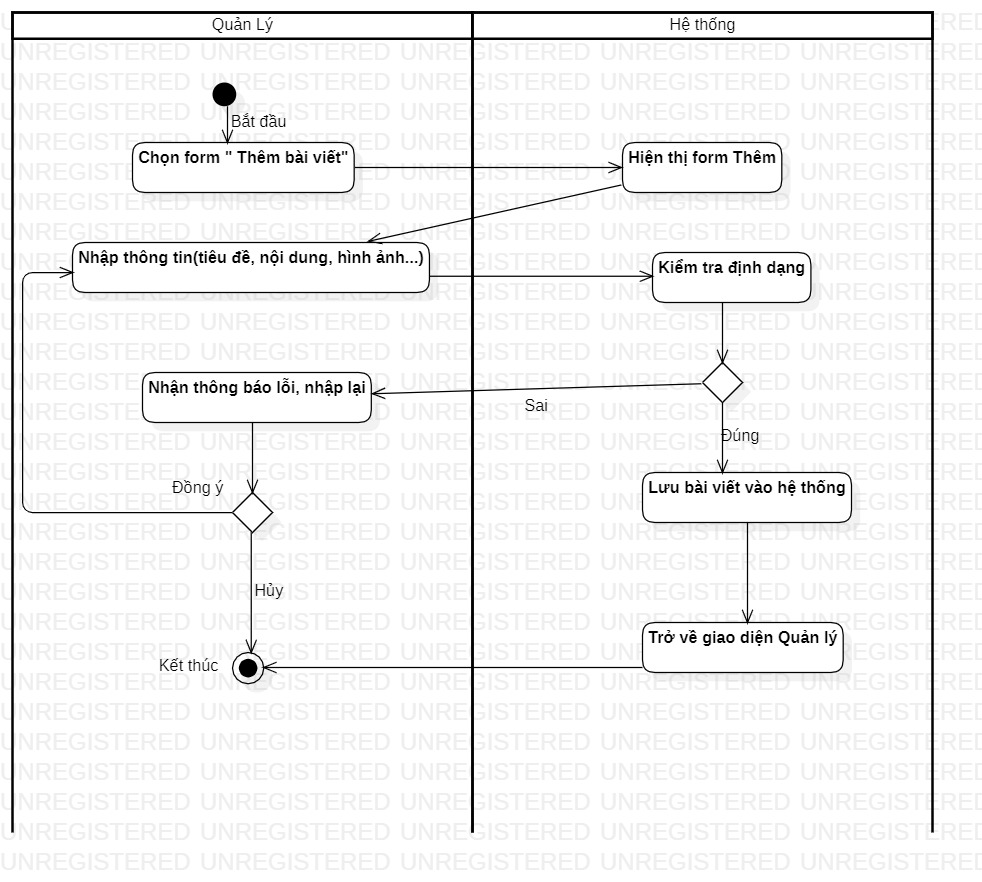 Quản Lý
Hệ thống
Bắt đầu
Chọn form " Thêm bài viết"
Hiện thị form Thêm
Nhập thông tin(tiêu đề, nội dung, hình ảnh...)
Kiểm tra định dạng
Nhận thông báo lỗi, nhập lại
Sai
Đúng
Đồng ý
Lưu bài viết vào hệ thống
Hủy
Trở về giao diện Quản lý
Kết thúc
UNREGISTERED